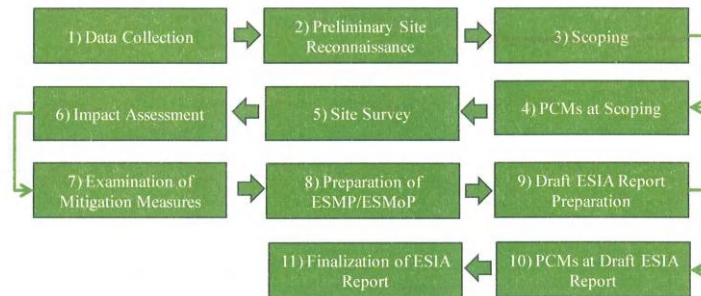 1) Data Collection
2) Preliminary Site
Reconnaissance
3) Scoping
4) PCMs at Scoping
5) Site Survey
6) Impact Assessment
7) Examination of
Mitigation Measures
8) Preparation of
ESMP/ESMoP
9) Draft ESIA Report
Preparation
10) PCMs at Draft ESIA
Report
11) Finalization of ESIA
Report